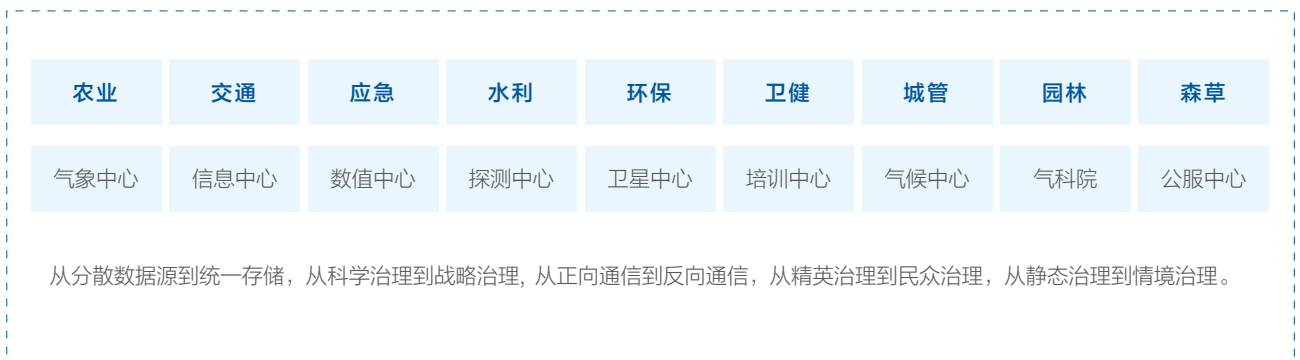 农业 交通 应急 水利 环保 卫健 城管 园林 森草
气象中心 信息中心 数值中心 探测中心 卫星中心 培训中心 气候中心 气科院 公服中心
从分散数据源到统一存储，从科学治理到战略治理, 从正向通信到反向通信，从精英治理到民众治理，从静态治理到情境治理。